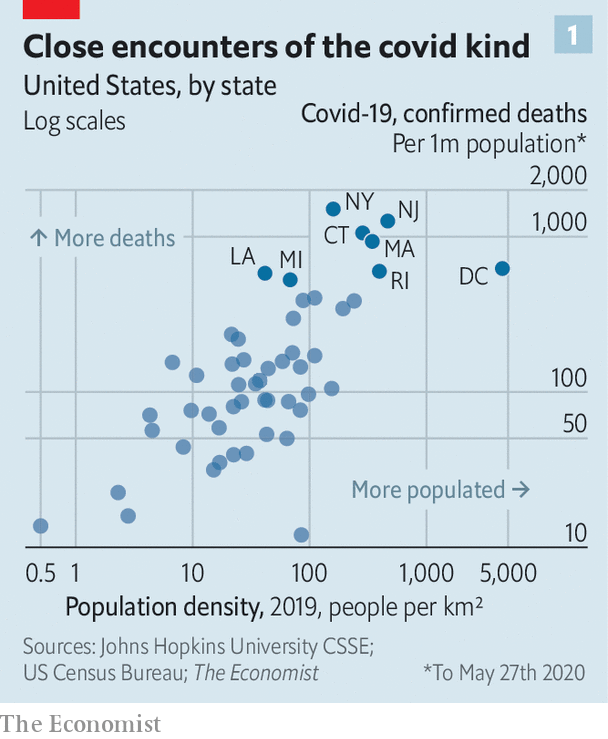 Close encounters of the covid kind
1
United States, by state
Log scales
Covid-19, confirmed deaths
Per 1m population*
2,000
NY
NJ
1,000
↑ More deaths
CT
MA
LA
MI
RI
DC
100
50
More populated →
10
0.5 1 10 100 1,000 5,000
Population density, 2019, people per km²
Sources: Johns Hopkins University CSSE;
US Census Bureau; The Economist
*To May 27th 2020
The Economist